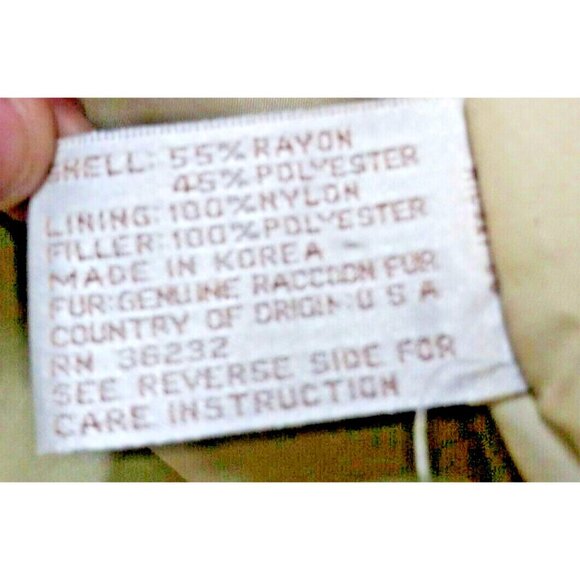 SHELL: 55% RAYON
45% POLYESTER
LINING: 100% NYLON
FILLER: 100% POLYESTER
MADE IN KOREA
FUR: GENUINE RACCOON FUR
COUNTRY OF ORIGIN: U S A
RN 36232
SEE REVERSE SIDE FOR
CARE INSTRUCTION